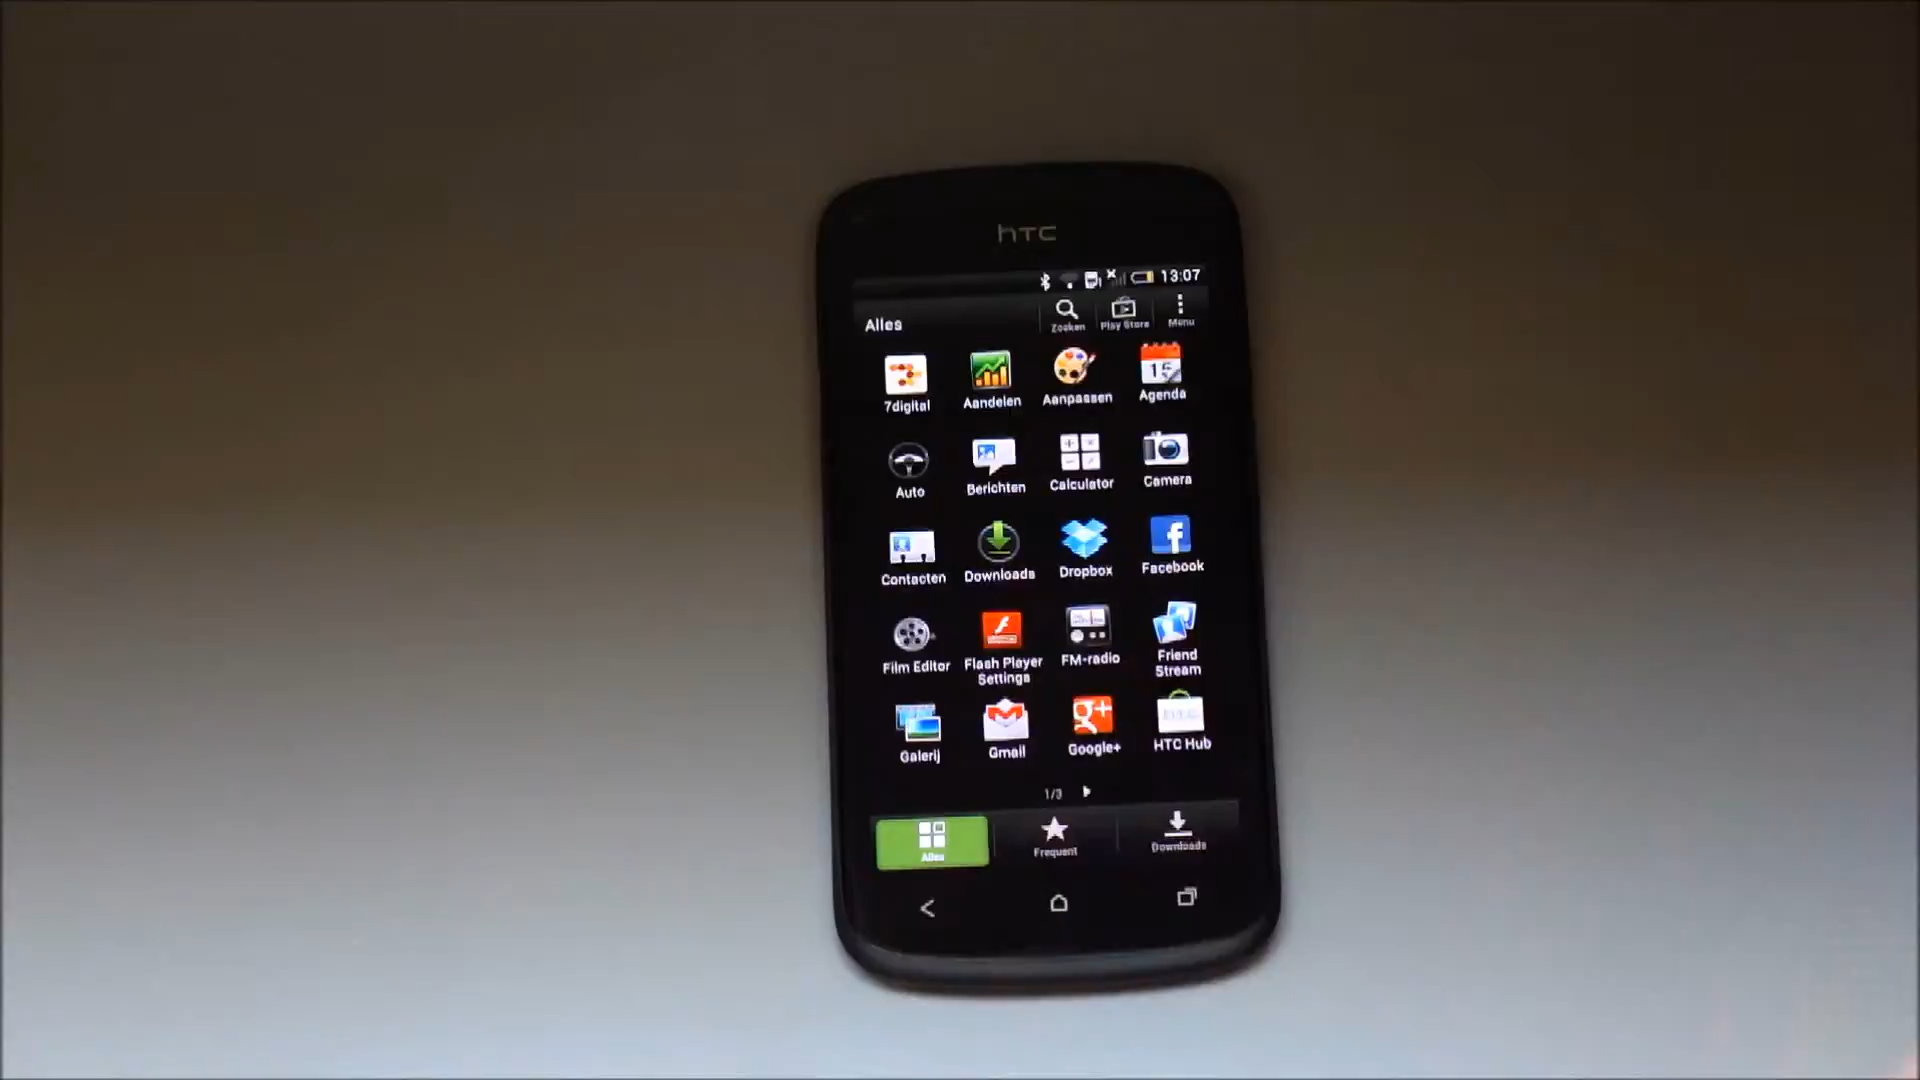 hTC
13:07
Alles
Zoeken
Play Store
Menu
7digital
Aandelen
Aanpassen
Agenda
Auto
Berichten
Calculator
Camera
Contacten
Downloads
Dropbox
Facebook
Film Editor
Flash Player
Settings
FM-radio
Friend
Stream
Galerij
Gmail
Google+
HTC Hub
1/3
Alles
Frequent
Downloads